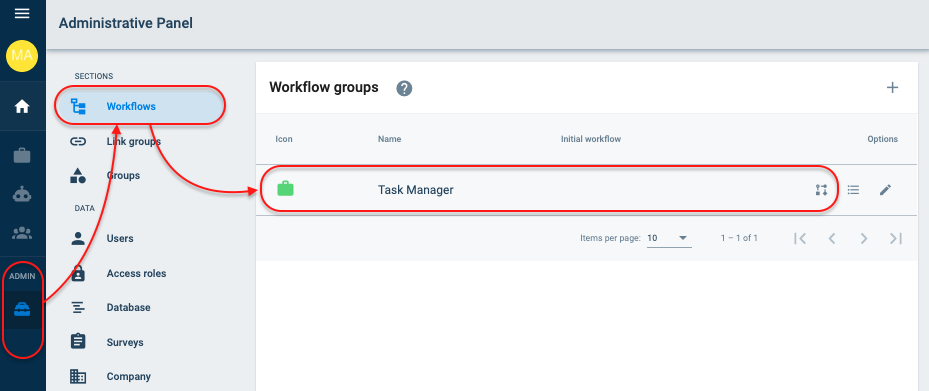 Administrative Panel
MA
ADMIN
SECTIONS
Workflows
Link groups
Groups
DATA
Users
Access roles
Database
Surveys
Company
Workflow groups ?
Icon Name Initial workflow Options
Task Manager
Items per page: 10 1 – 1 of 1